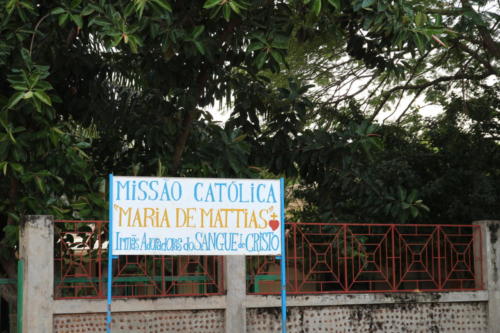 MISSÃO CATÓLICA
"MARIA DE MATTIAS"
IRMÃS ADORADORAS do SANGUE de CRISTO